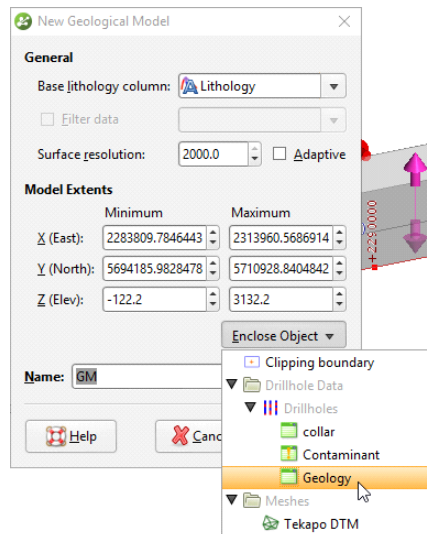 New Geological Model
General
Base lithology column: Lithology
Filter data
Surface resolution: 2000.0 Adaptive
Model Extents
Minimum Maximum
X (East): 2283809.7846443 2313960.5686914
Y (North): 5694185.9828478 5710928.8404842
Z (Elev): -122.2 3132.2
Enclose Object
Name: GM
Help
Clipping boundary
Drillhole Data
Drillholes
collar
Contaminant
Geology
Meshes
Tekapo DTM
+2290000